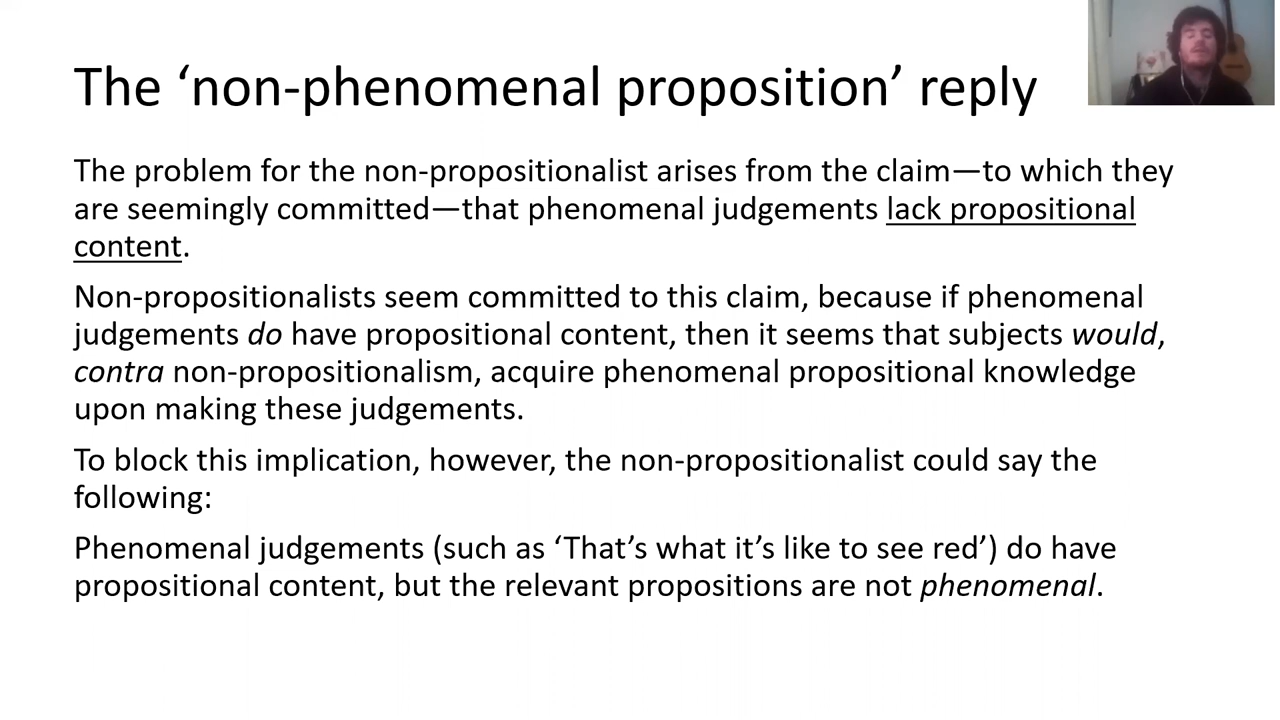 The ‘non-phenomenal proposition’ reply
The problem for the non-propositionalist arises from the claim—to which they
are seemingly committed—that phenomenal judgements lack propositional
content.
Non-propositionalists seem committed to this claim, because if phenomenal
judgements do have propositional content, then it seems that subjects would,
contra non-propositionalism, acquire phenomenal propositional knowledge
upon making these judgements.
To block this implication, however, the non-propositionalist could say the
following:
Phenomenal judgements (such as ‘That’s what it’s like to see red’) do have
propositional content, but the relevant propositions are not phenomenal.